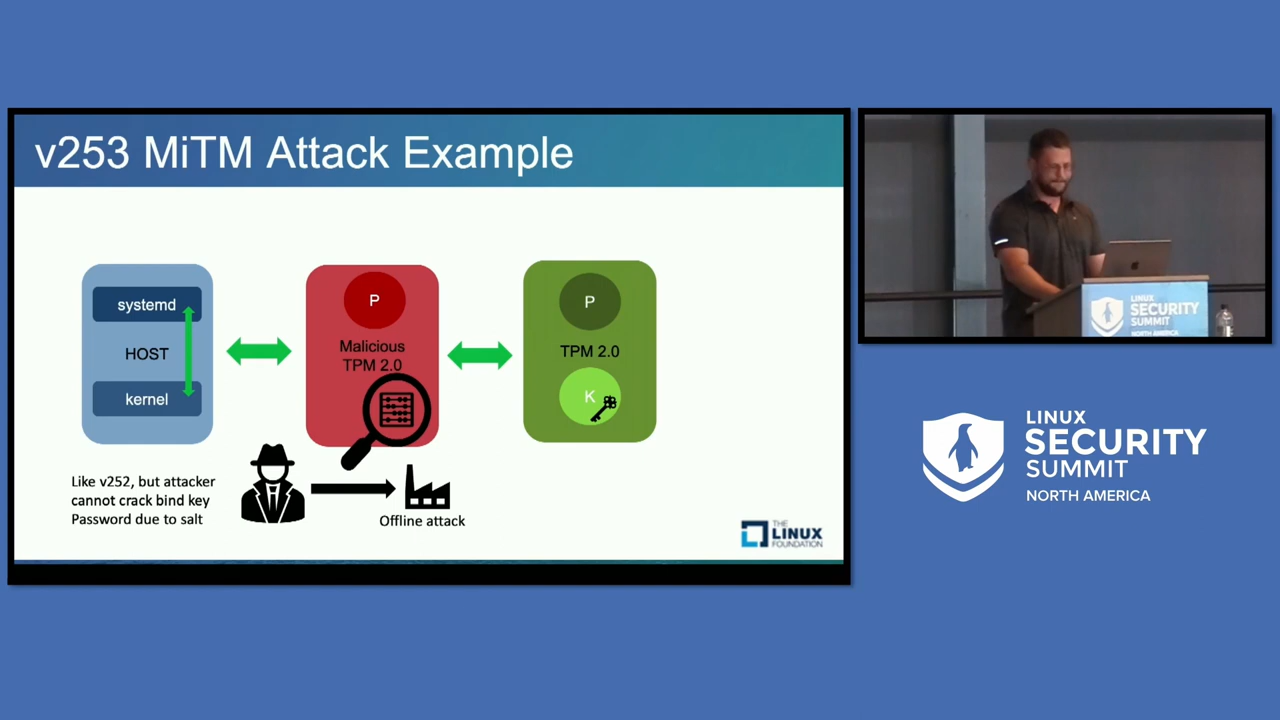 v253 MiTM Attack Example
systemd
HOST
kernel
P
Malicious
TPM 2.0
P
TPM 2.0
K
Like v252, but attacker
cannot crack bind key
Password due to salt
Offline attack
THE
LINUX
FOUNDATION
LINUX
SECURITY
SUMMIT
NORTH AMERICA
LINUX
SECURITY
SUMMIT
NORTH AMERICA